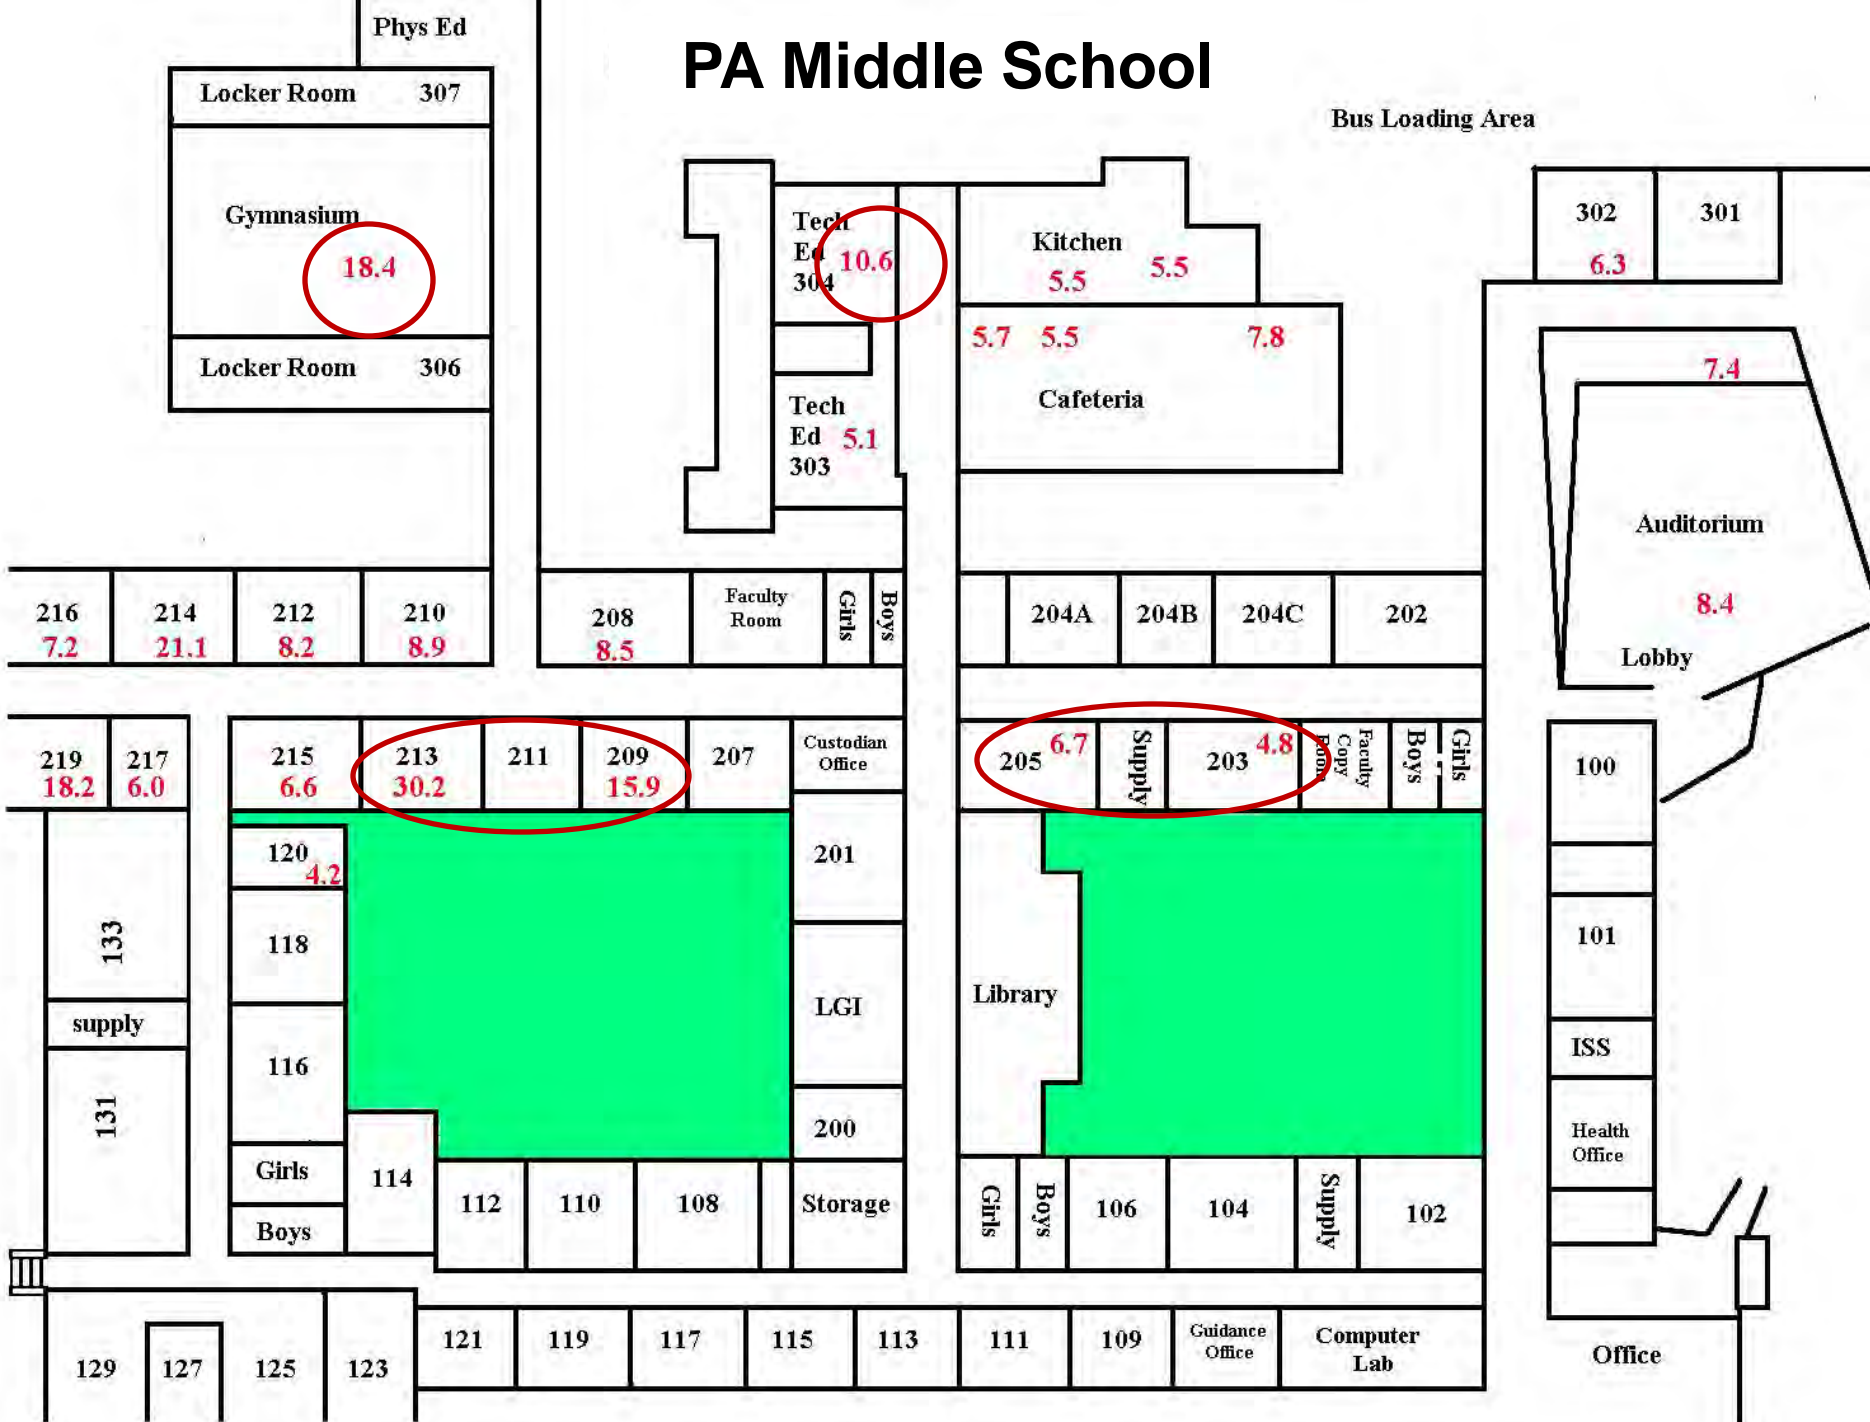 Phys Ed
PA Middle School
Locker Room 307
Bus Loading Area
Gymnasium
18.4
Tech
Ed 10.6
304
Kitchen
5.5 5.5
302 301
6.3
Locker Room 306
5.7 5.5 7.8
Cafeteria
Tech
Ed 5.1
303
7.4
Auditorium
8.4
Lobby
216 214 212 210
7.2 21.1 8.2 8.9
208
8.5
Faculty
Room
Girls
Boys
204A 204B 204C 202
219 217
18.2 6.0
215 213 211 209 207
6.6 30.2 15.9
Custodian
Office
205 6.7
Supply
203 4.8
Faculty
Copy
Room
Boys
Girls
100
120
4.2
201
133
118
101
supply
LGI
Library
ISS
116
131
200
Health
Office
Girls
114
Boys
112 110 108
Storage
Girls
Boys
106 104
Supply
102
129 127 125 123
121 119 117 115 113 111 109
Guidance
Office
Computer
Lab
Office